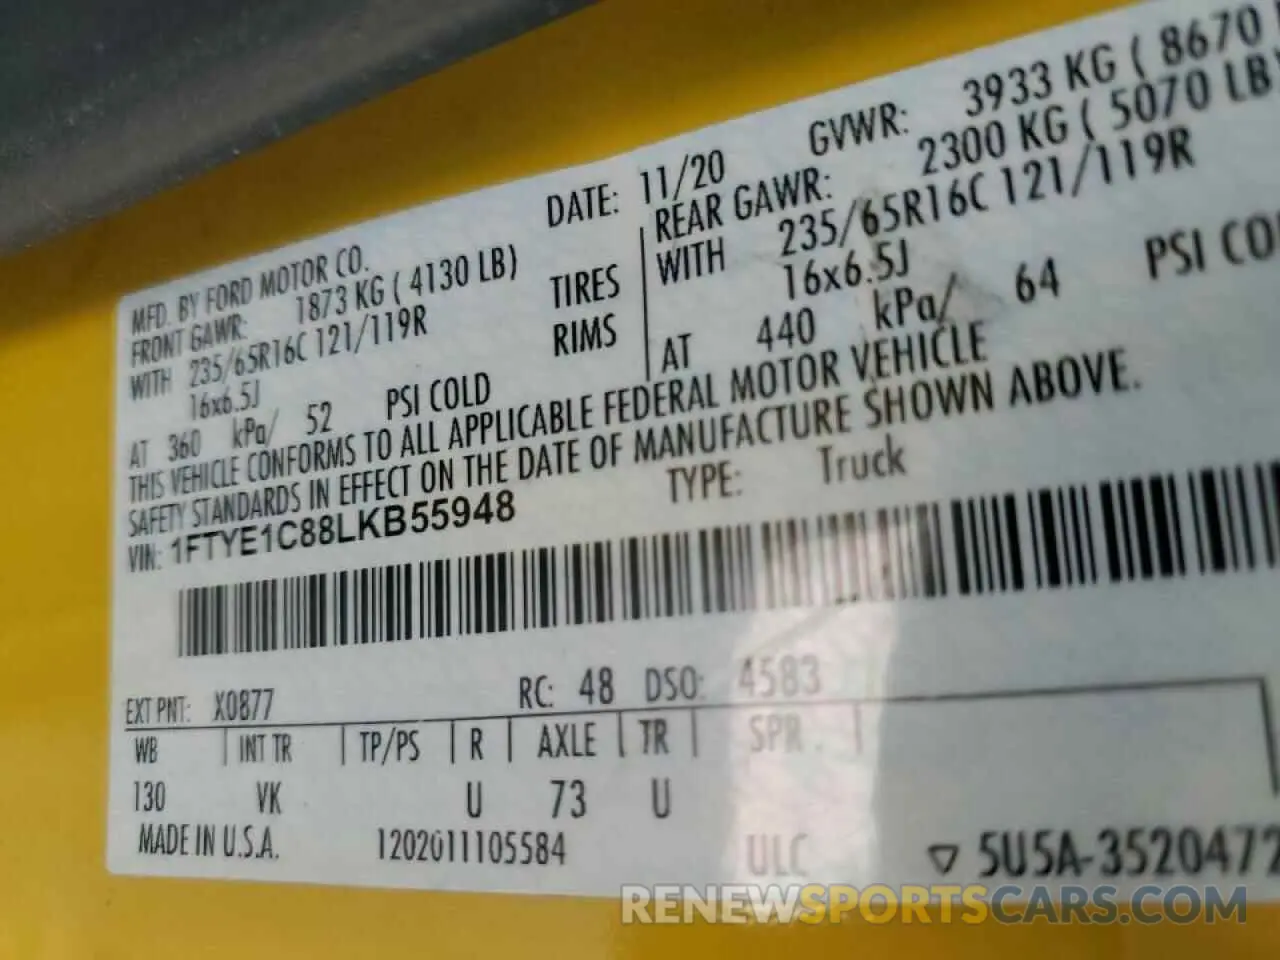 MFD. BY FORD MOTOR CO. DATE: 11/20 GVWR: 3933 KG ( 8670
FRONT GAWR: 1873 KG ( 4130 LB) REAR GAWR: 2300 KG ( 5070 LB)
WITH 235/65R16C 121/119R TIRES WITH 235/65R16C 121/119R
16x6.5J RIMS 16x6.5J
AT 360 kPa/ 52 PSI COLD AT 440 kPa/ 64 PSI CO
THIS VEHICLE CONFORMS TO ALL APPLICABLE FEDERAL MOTOR VEHICLE
SAFETY STANDARDS IN EFFECT ON THE DATE OF MANUFACTURE SHOWN ABOVE.
VIN: 1FTYE1C88LKB55948 TYPE: Truck
EXT PNT: X0877 RC: 48 DSO: 4583
WB | INT TR | TP/PS | R | AXLE | TR | SPR |
130 VK U 73 U
MADE IN U.S.A. 1202011105584 ULC ▽ 5U5A-3520472
RENEWSPORTSCARS.COM